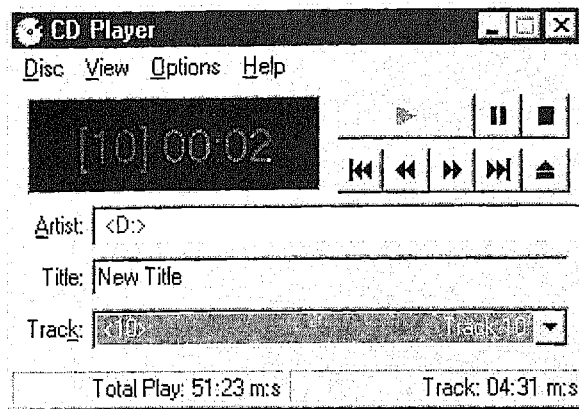 CD Player
Disc View Options Help
[10] 00:02
Artist: <D:>
Title: New Title
Track: <10> Track 10
Total Play: 51:23 m:s Track: 04:31 m:s